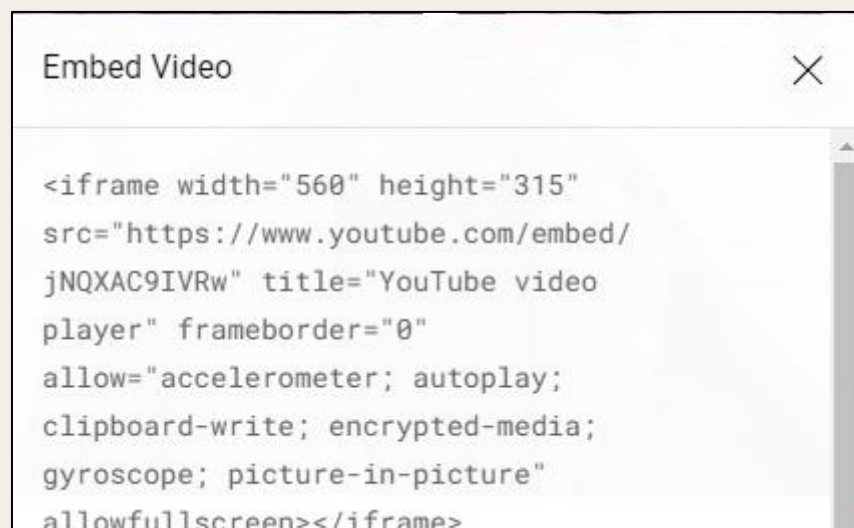 Embed Video
<iframe width="560" height="315"
src="https://www.youtube.com/embed/
jNQXAC9IVRw" title="YouTube video
player" frameborder="0"
allow="accelerometer; autoplay;
clipboard-write; encrypted-media;
gyroscope; picture-in-picture"
allowfullscreen></iframe>